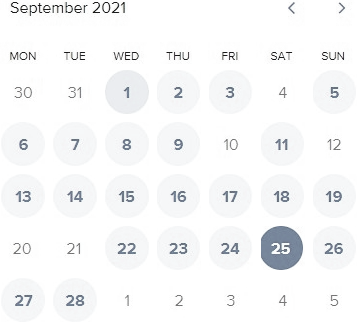 September 2021
MON TUE WED THU FRI SAT SUN
30 31 1 2 3 4 5
6 7 8 9 10 11 12
13 14 15 16 17 18 19
20 21 22 23 24 25 26
27 28 1 2 3 4 5